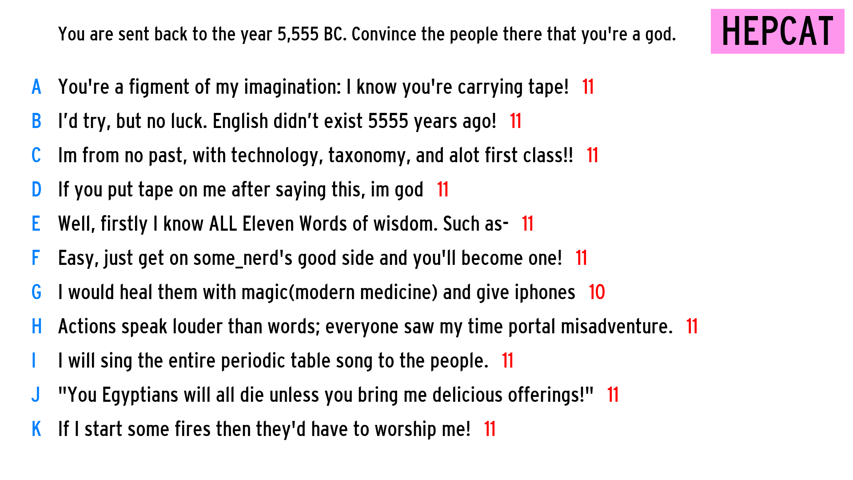 You are sent back to the year 5,555 BC. Convince the people there that you're a god.
HEPCAT
A You're a figment of my imagination: I know you're carrying tape! 11
B I’d try, but no luck. English didn’t exist 5555 years ago! 11
C Im from no past, with technology, taxonomy, and alot first class!! 11
D If you put tape on me after saying this, im god 11
E Well, firstly I know ALL Eleven Words of wisdom. Such as- 11
F Easy, just get on some_nerd's good side and you'll become one! 11
G I would heal them with magic(modern medicine) and give iphones 10
H Actions speak louder than words; everyone saw my time portal misadventure. 11
I I will sing the entire periodic table song to the people. 11
J "You Egyptians will all die unless you bring me delicious offerings!" 11
K If I start some fires then they'd have to worship me! 11